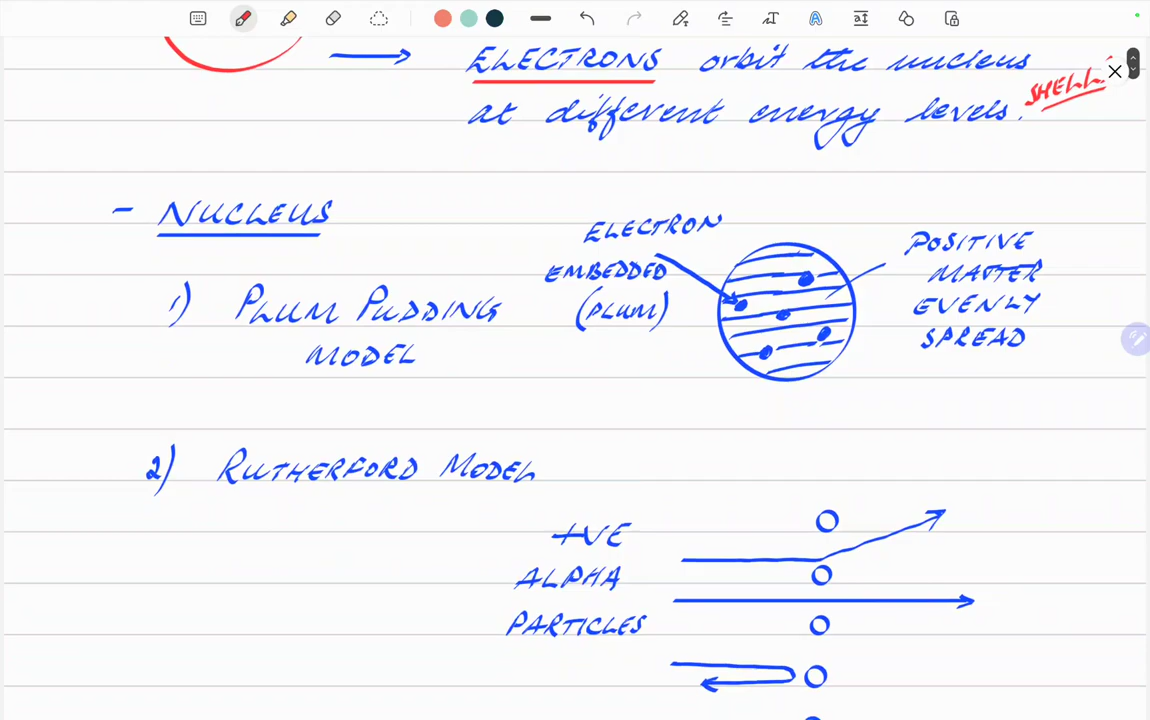 ELECTRONS orbit the nucleus
at different energy levels.
- NUCLEUS
1) PLUM PUDDING
MODEL
ELECTRON
EMBEDDED
(PLUM)
POSITIVE
MATTER
EVENLY
SPREAD
2) RUTHERFORD MODEL
+VE
ALPHA
PARTICLES